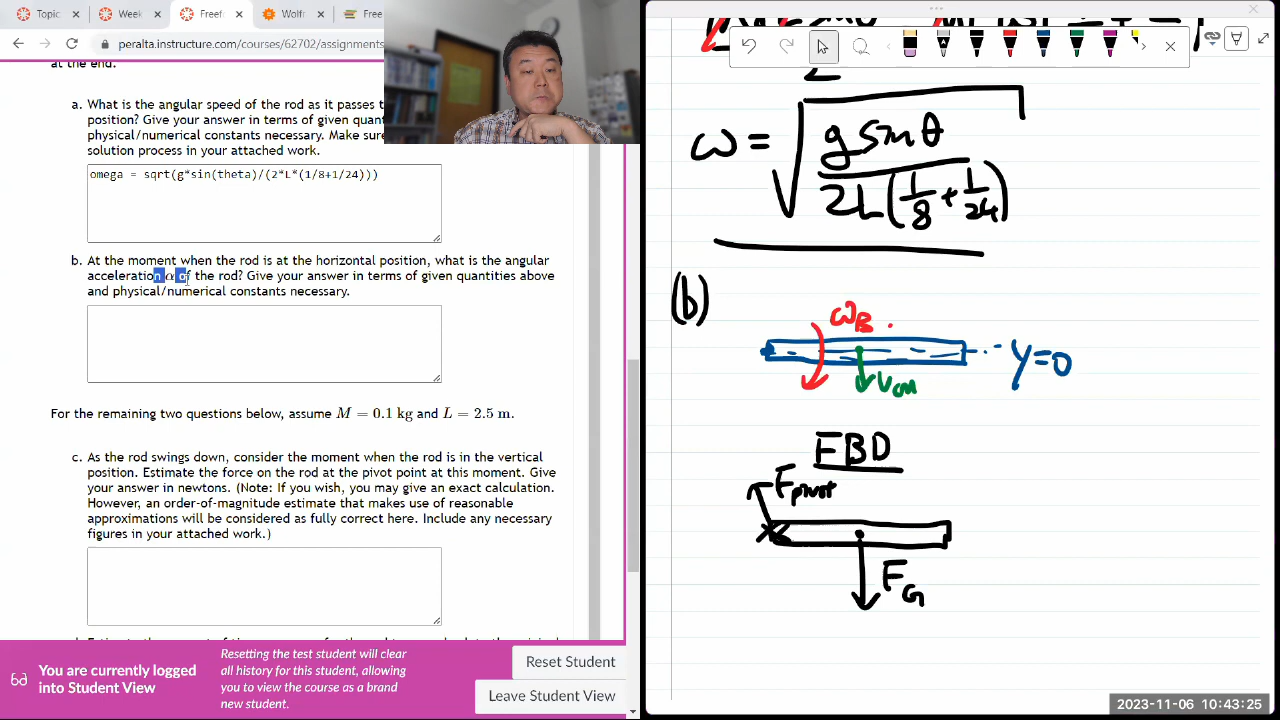 Canvas
Week
Freef
Wolfr
Freef
peralta.instructure.com/courses/62137/assignments
at the end.
a. What is the angular speed of the rod as it passes t
position? Give your answer in terms of given quant
physical/numerical constants necessary. Make sure
solution process in your attached work.
omega = sqrt(g*sin(theta)/(2*L*(1/8+1/24)))
b. At the moment when the rod is at the horizontal position, what is the angular
acceleration α of the rod? Give your answer in terms of given quantities above
and physical/numerical constants necessary.
For the remaining two questions below, assume M = 0.1 kg and L = 2.5 m.
c. As the rod swings down, consider the moment when the rod is in the vertical
position. Estimate the force on the rod at the pivot point at this moment. Give
your answer in newtons. (Note: If you wish, you may give an exact calculation.
However, an order-of-magnitude estimate that makes use of reasonable
approximations will be considered as fully correct here. Include any necessary
figures in your attached work.)
You are currently logged
into Student View
Resetting the test student will clear
all history for this student, allowing
you to view the course as a brand
new student.
Reset Student
Leave Student View
ω = √(g sin θ / 2L(1/8 + 1/24))
(b)
ωB
y=0
vcm
FBD
Fpivot
FG
2023-11-06 10:43:25